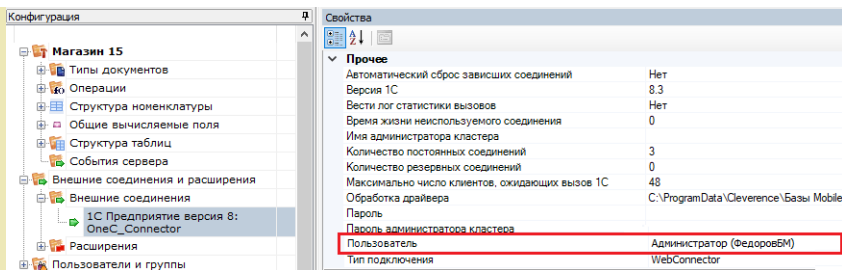 Конфигурация
Магазин 15
Типы документов
Операции
Структура номенклатуры
Общие вычисляемые поля
Структура таблиц
События сервера
Внешние соединения и расширения
Внешние соединения
1С Предприятие версия 8:
OneC_Connector
Расширения
Пользователи и группы
Свойства
Прочее
Автоматический сброс зависших соединений Нет
Версия 1С 8.3
Вести лог статистики вызовов Нет
Время жизни неиспользуемого соединения 0
Имя администратора кластера
Количество постоянных соединений 3
Количество резервных соединений 0
Максимально число клиентов, ожидающих вызов 1С 48
Обработка драйвера C:\ProgramData\Cleverence\Базы Mobile
Пароль
Пароль администратора кластера
Пользователь Администратор (ФедоровБМ)
Тип подключения WebConnector